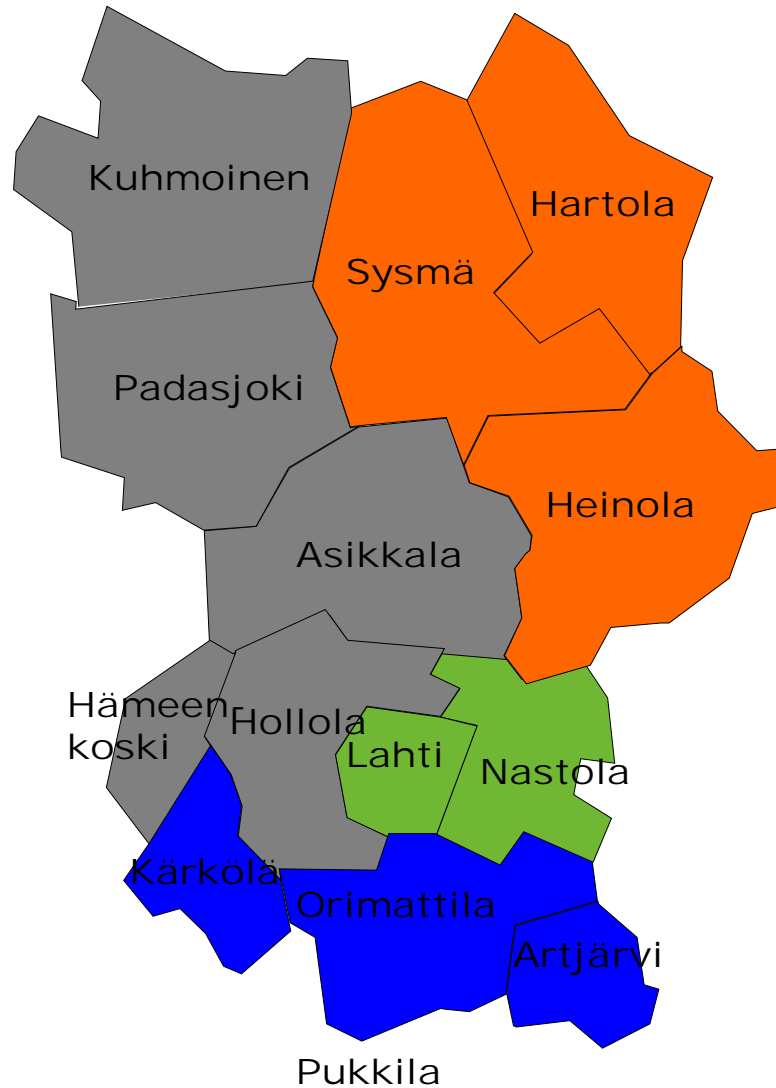 Kuhmoinen
Hartola
Sysmä
Padasjoki
Heinola
Asikkala
Hämeen-
koski
Hollola
Lahti
Nastola
Kärkölä
Orimattila
Artjärvi
Pukkila